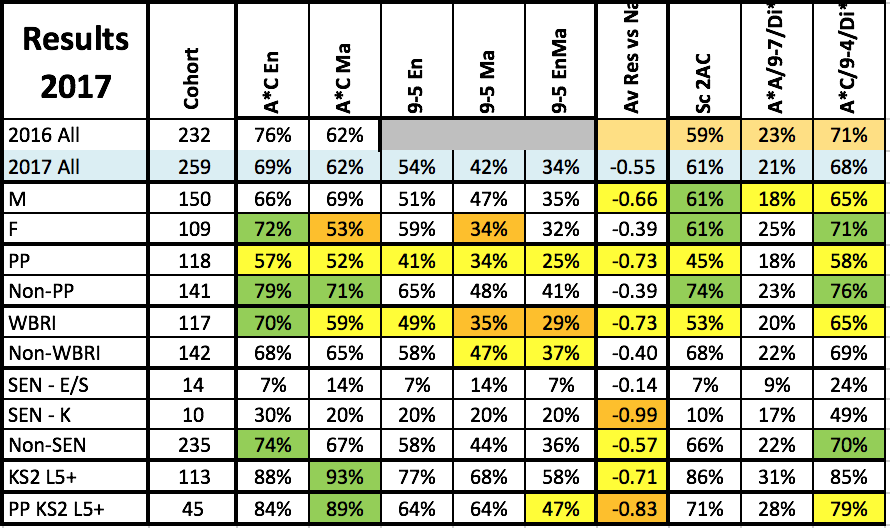 Results 2017 Cohort A*C En A*C Ma 9-5 En 9-5 Ma 9-5 EnMa Av Res vs Na Sc 2AC A*A/9-7/Di* A*C/9-4/Di*
2016 All 232 76% 62% 59% 23% 71%
2017 All 259 69% 62% 54% 42% 34% -0.55 61% 21% 68%
M 150 66% 69% 51% 47% 35% -0.66 61% 18% 65%
F 109 72% 53% 59% 34% 32% -0.39 61% 25% 71%
PP 118 57% 52% 41% 34% 25% -0.73 45% 18% 58%
Non-PP 141 79% 71% 65% 48% 41% -0.39 74% 23% 76%
WBRI 117 70% 59% 49% 35% 29% -0.73 53% 20% 65%
Non-WBRI 142 68% 65% 58% 47% 37% -0.40 68% 22% 69%
SEN - E/S 14 7% 14% 7% 14% 7% -0.14 7% 9% 24%
SEN - K 10 30% 20% 20% 20% 20% -0.99 10% 17% 49%
Non-SEN 235 74% 67% 58% 44% 36% -0.57 66% 22% 70%
KS2 L5+ 113 88% 93% 77% 68% 58% -0.71 86% 31% 85%
PP KS2 L5+ 45 84% 89% 64% 64% 47% -0.83 71% 28% 79%